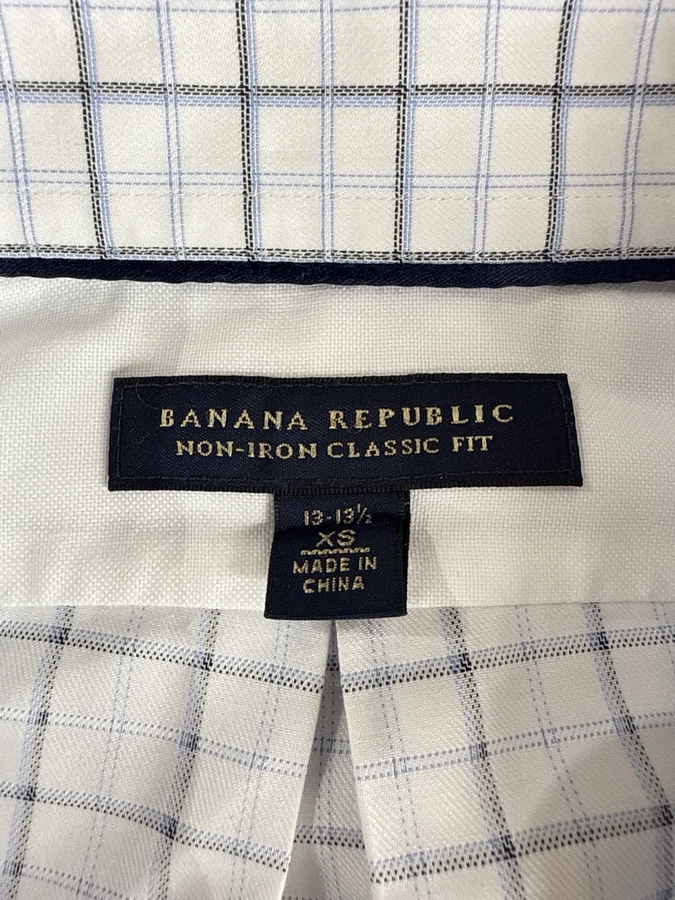 BANANA REPUBLIC
NON-IRON CLASSIC FIT
13-13½
XS
MADE IN
CHINA